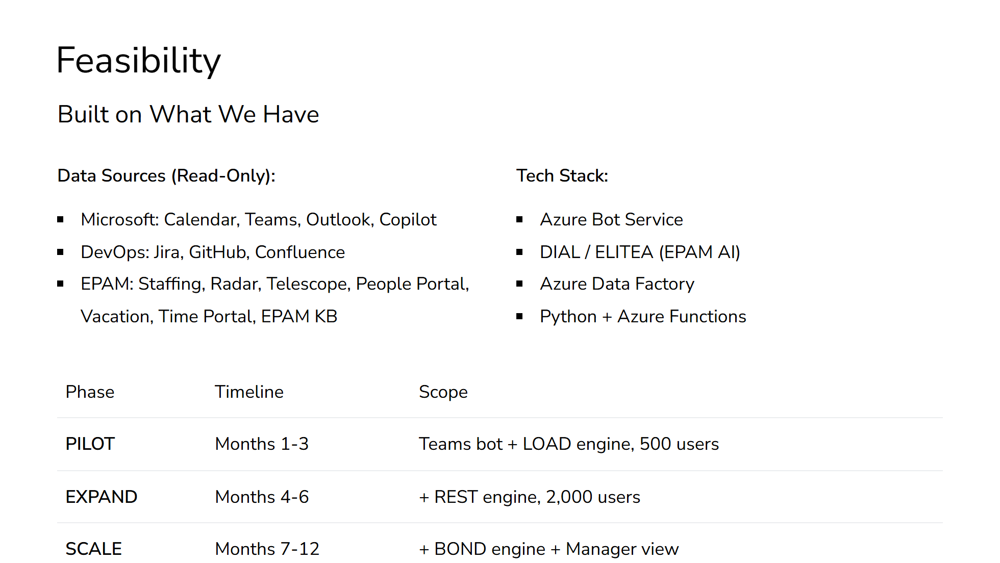 Feasibility
Built on What We Have
Data Sources (Read-Only):
▪ Microsoft: Calendar, Teams, Outlook, Copilot
▪ DevOps: Jira, GitHub, Confluence
▪ EPAM: Staffing, Radar, Telescope, People Portal,
Vacation, Time Portal, EPAM KB
Tech Stack:
▪ Azure Bot Service
▪ DIAL / ELITEA (EPAM AI)
▪ Azure Data Factory
▪ Python + Azure Functions
Phase Timeline Scope
PILOT Months 1-3 Teams bot + LOAD engine, 500 users
EXPAND Months 4-6 + REST engine, 2,000 users
SCALE Months 7-12 + BOND engine + Manager view